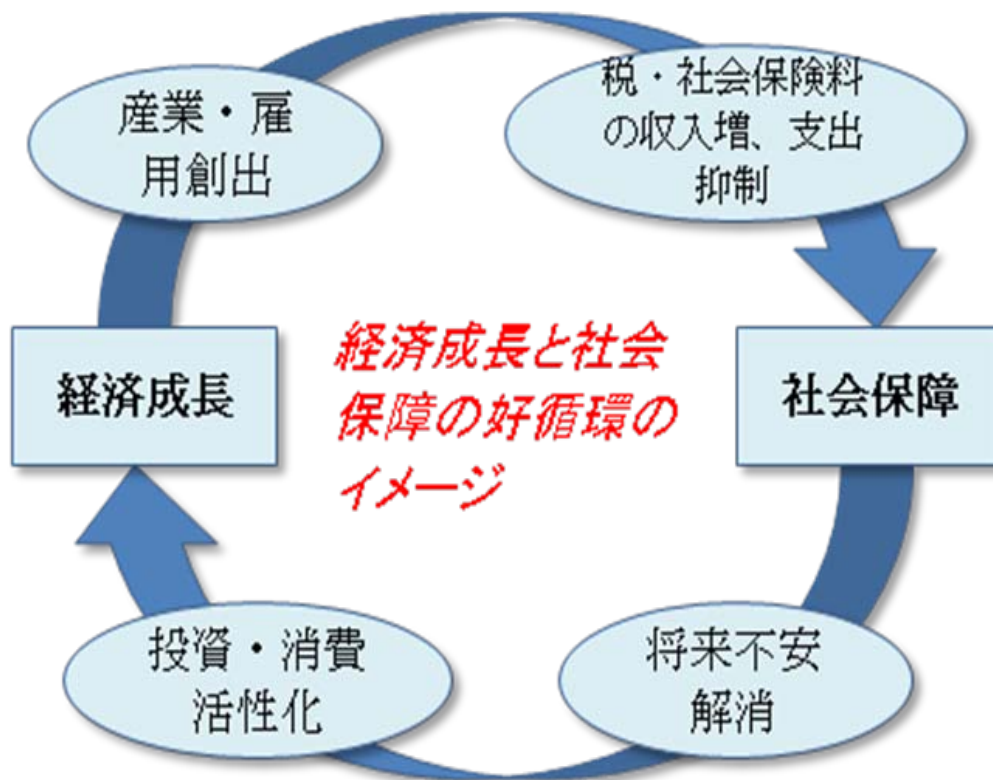 産業・雇
用創出
税・社会保険料
の収入増、支出
抑制
経済成長
経済成長と社会
保障の好循環の
イメージ
社会保障
投資・消費
活性化
将来不安
解消